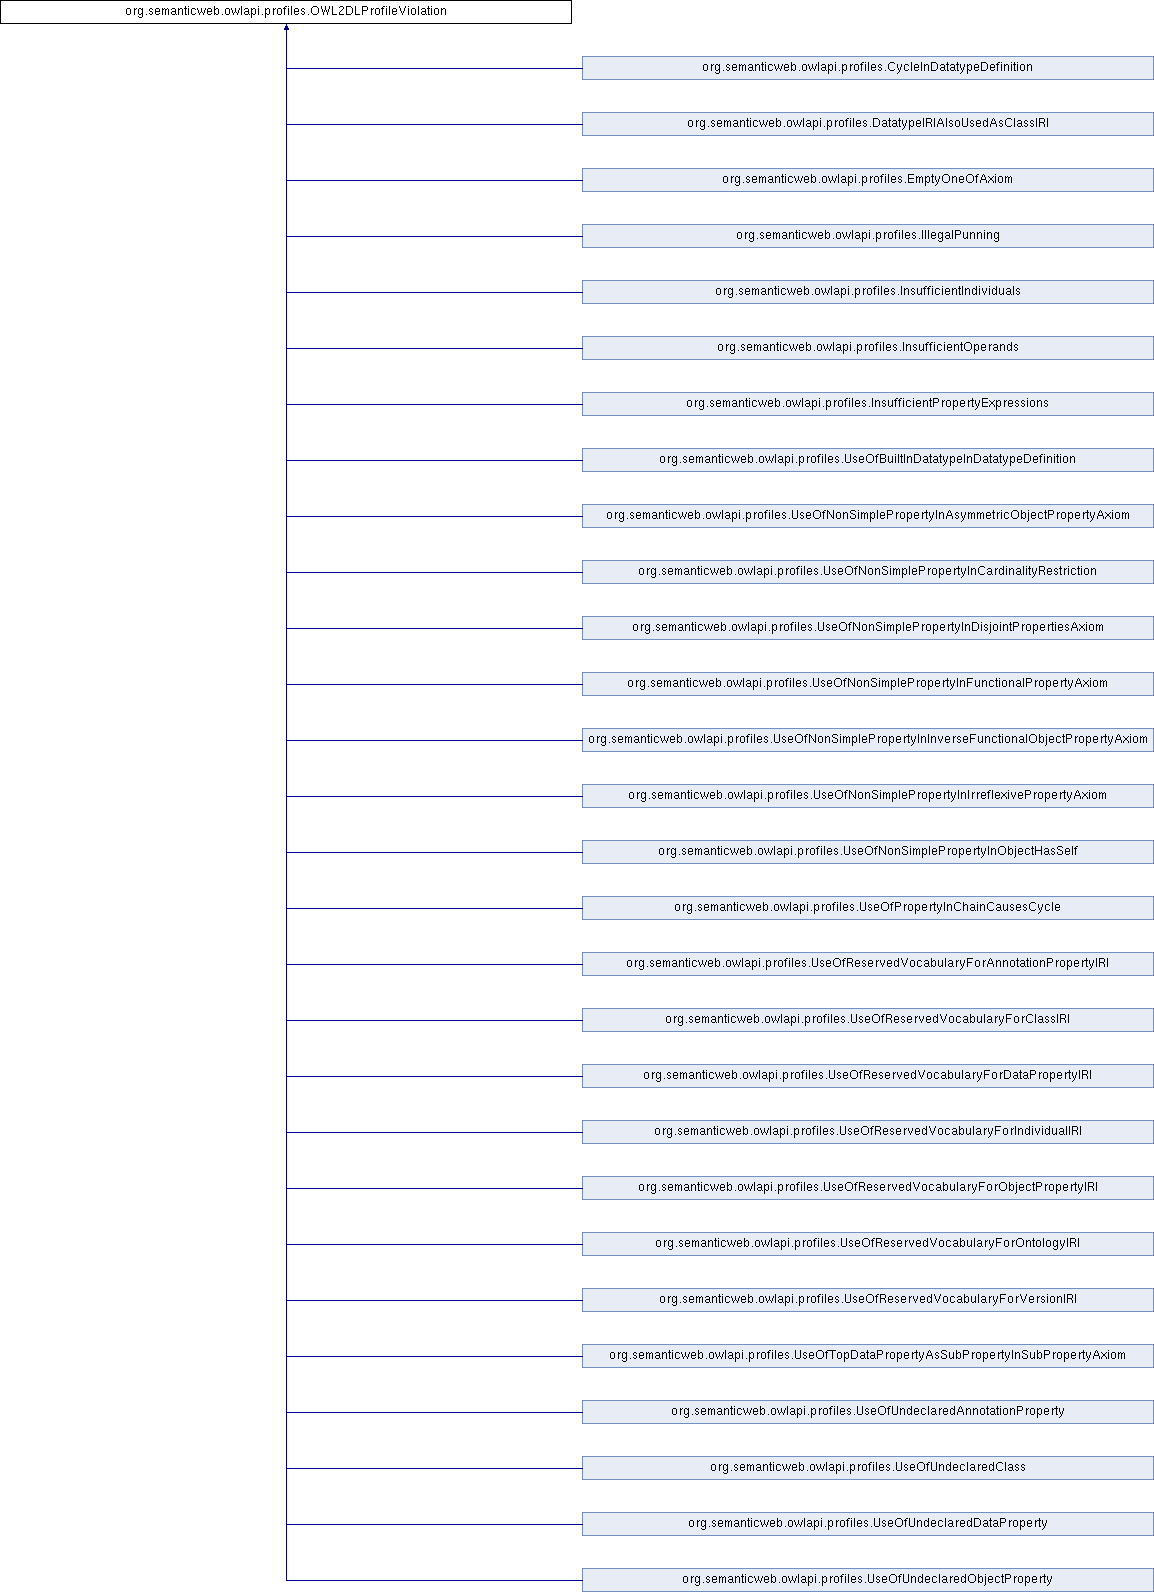 org.semanticweb.owlapi.profiles.OWL2DLProfileViolation
org.semanticweb.owlapi.profiles.CycleInDatatypeDefinition
org.semanticweb.owlapi.profiles.DatatypeIRIAlsoUsedAsClassIRI
org.semanticweb.owlapi.profiles.EmptyOneOfAxiom
org.semanticweb.owlapi.profiles.IllegalPunning
org.semanticweb.owlapi.profiles.InsufficientIndividuals
org.semanticweb.owlapi.profiles.InsufficientOperands
org.semanticweb.owlapi.profiles.InsufficientPropertyExpressions
org.semanticweb.owlapi.profiles.UseOfBuiltInDatatypeInDatatypeDefinition
org.semanticweb.owlapi.profiles.UseOfNonSimplePropertyInAsymmetricObjectPropertyAxiom
org.semanticweb.owlapi.profiles.UseOfNonSimplePropertyInCardinalityRestriction
org.semanticweb.owlapi.profiles.UseOfNonSimplePropertyInDisjointPropertiesAxiom
org.semanticweb.owlapi.profiles.UseOfNonSimplePropertyInFunctionalPropertyAxiom
org.semanticweb.owlapi.profiles.UseOfNonSimplePropertyInInverseFunctionalObjectPropertyAxiom
org.semanticweb.owlapi.profiles.UseOfNonSimplePropertyInIrreflexivePropertyAxiom
org.semanticweb.owlapi.profiles.UseOfNonSimplePropertyInObjectHasSelf
org.semanticweb.owlapi.profiles.UseOfPropertyInChainCausesCycle
org.semanticweb.owlapi.profiles.UseOfReservedVocabularyForAnnotationPropertyIRI
org.semanticweb.owlapi.profiles.UseOfReservedVocabularyForClassIRI
org.semanticweb.owlapi.profiles.UseOfReservedVocabularyForDataPropertyIRI
org.semanticweb.owlapi.profiles.UseOfReservedVocabularyForIndividualIRI
org.semanticweb.owlapi.profiles.UseOfReservedVocabularyForObjectPropertyIRI
org.semanticweb.owlapi.profiles.UseOfReservedVocabularyForOntologyIRI
org.semanticweb.owlapi.profiles.UseOfReservedVocabularyForVersionIRI
org.semanticweb.owlapi.profiles.UseOfTopDataPropertyAsSubPropertyInSubPropertyAxiom
org.semanticweb.owlapi.profiles.UseOfUndeclaredAnnotationProperty
org.semanticweb.owlapi.profiles.UseOfUndeclaredClass
org.semanticweb.owlapi.profiles.UseOfUndeclaredDataProperty
org.semanticweb.owlapi.profiles.UseOfUndeclaredObjectProperty